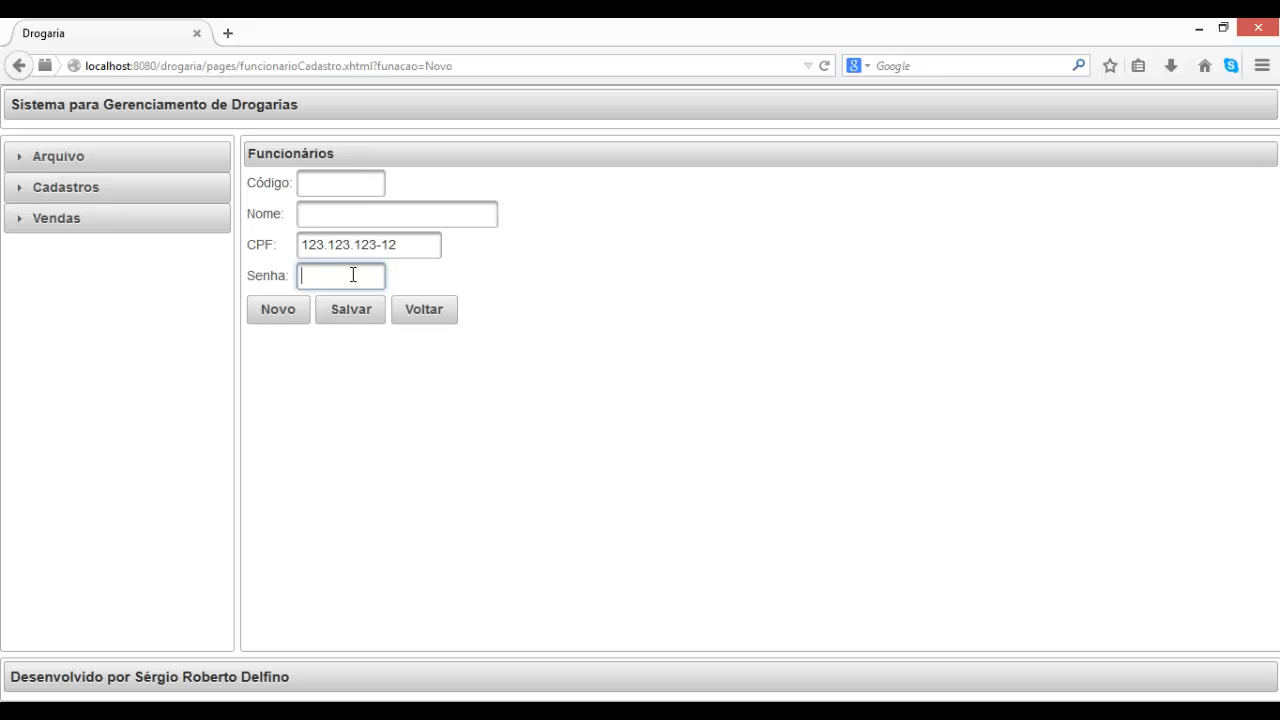 Drogaria
localhost:8080/drogaria/pages/funcionarioCadastro.xhtml?funacao=Novo
Google
Sistema para Gerenciamento de Drogarias
Arquivo
Cadastros
Vendas
Funcionários
Código:
Nome:
CPF: 123.123.123-12
Senha:
Novo Salvar Voltar
Desenvolvido por Sérgio Roberto Delfino